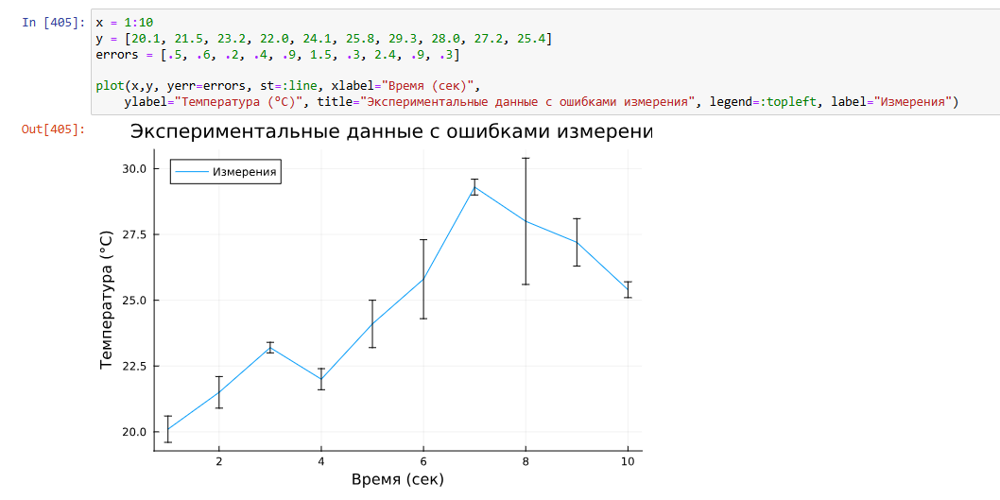 In [405]: x = 1:10
y = [20.1, 21.5, 23.2, 22.0, 24.1, 25.8, 29.3, 28.0, 27.2, 25.4]
errors = [.5, .6, .2, .4, .9, 1.5, .3, 2.4, .9, .3]
plot(x,y, yerr=errors, st=:line, xlabel="Время (сек)",
ylabel="Температура (°C)", title="Экспериментальные данные с ошибками измерения", legend=:topleft, label="Измерения")
Out[405]:
Экспериментальные данные с ошибками измерени
Измерения
30.0
27.5
25.0
22.5
20.0
Температура (°C)
2 4 6 8 10
Время (сек)